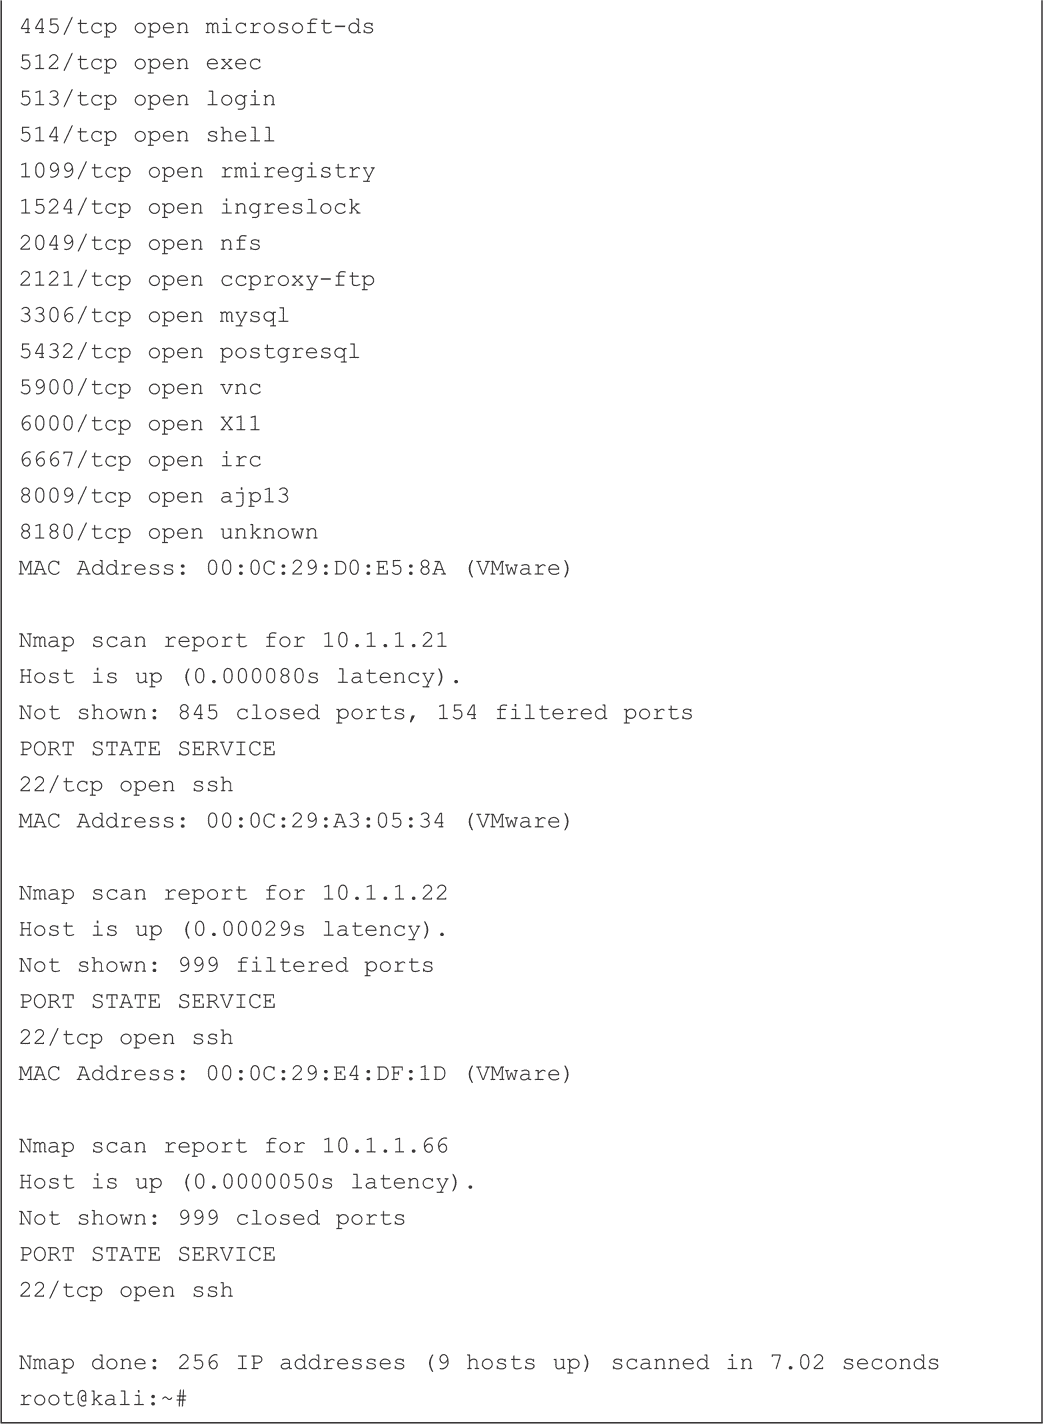 445/tcp open microsoft-ds
512/tcp open exec
513/tcp open login
514/tcp open shell
1099/tcp open rmiregistry
1524/tcp open ingreslock
2049/tcp open nfs
2121/tcp open ccproxy-ftp
3306/tcp open mysql
5432/tcp open postgresql
5900/tcp open vnc
6000/tcp open X11
6667/tcp open irc
8009/tcp open ajp13
8180/tcp open unknown
MAC Address: 00:0C:29:D0:E5:8A (VMware)
Nmap scan report for 10.1.1.21
Host is up (0.000080s latency).
Not shown: 845 closed ports, 154 filtered ports
PORT STATE SERVICE
22/tcp open ssh
MAC Address: 00:0C:29:A3:05:34 (VMware)
Nmap scan report for 10.1.1.22
Host is up (0.00029s latency).
Not shown: 999 filtered ports
PORT STATE SERVICE
22/tcp open ssh
MAC Address: 00:0C:29:E4:DF:1D (VMware)
Nmap scan report for 10.1.1.66
Host is up (0.0000050s latency).
Not shown: 999 closed ports
PORT STATE SERVICE
22/tcp open ssh
Nmap done: 256 IP addresses (9 hosts up) scanned in 7.02 seconds
root@kali:~#